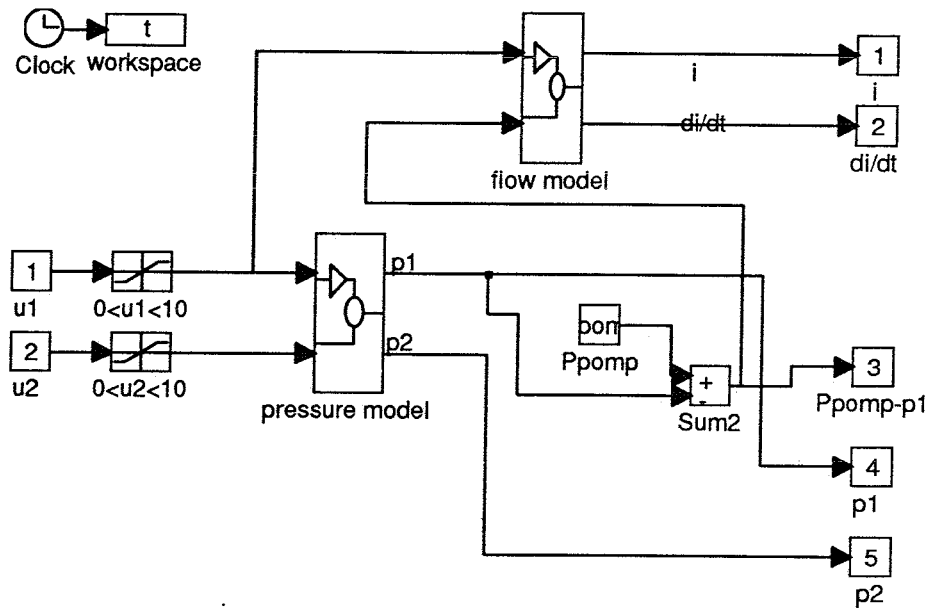 t
Clock
workspace
1
i
i
2
di/dt
di/dt
flow model
1
u1
0<u1<10
p1
2
u2
0<u2<10
p2
pressure model
Ppomp
+
-
Sum2
3
Ppomp-p1
4
p1
5
p2